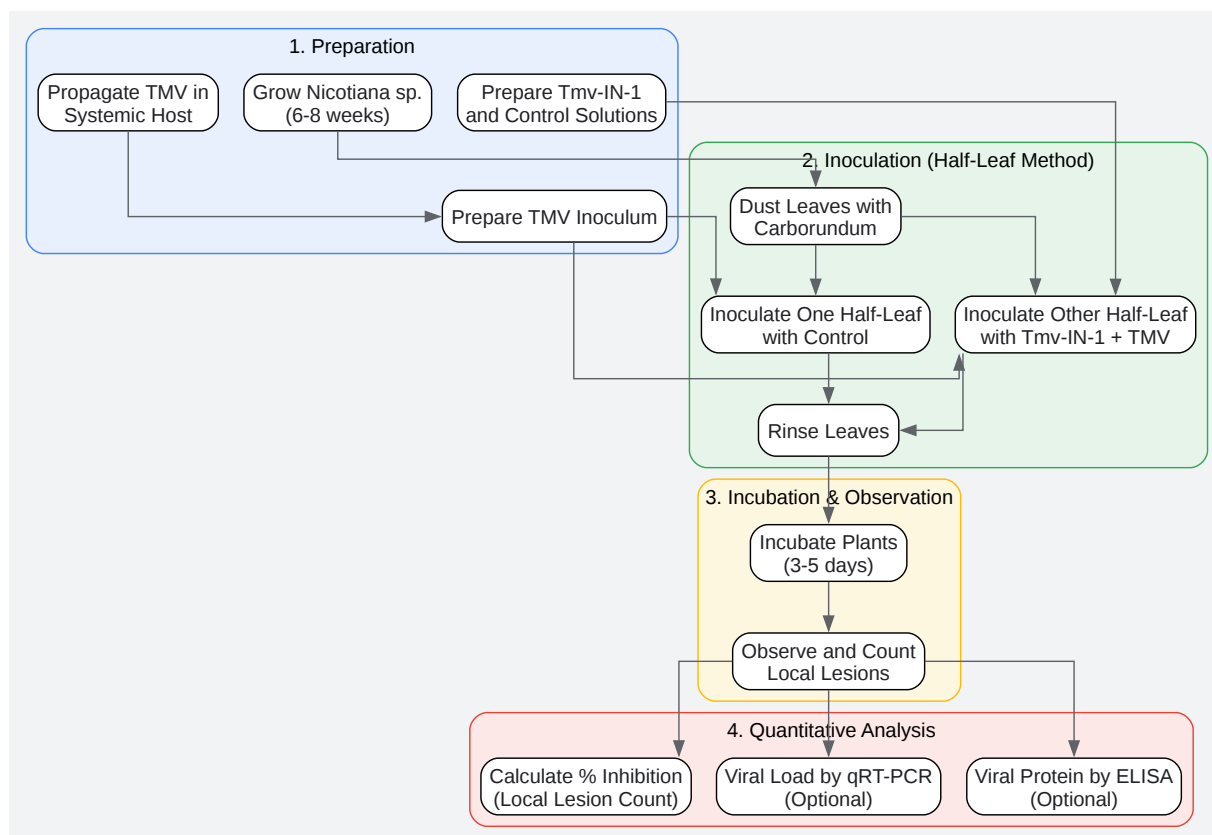 1. Preparation
Propagate TMV in
Systemic Host
Grow Nicotiana sp.
(6-8 weeks)
Prepare Tmv-IN-1
and Control Solutions
Prepare TMV Inoculum
2. Inoculation (Half-Leaf Method)
Dust Leaves with
Carborundum
Inoculate One Half-Leaf
with Control
Inoculate Other Half-Leaf
with Tmv-IN-1 + TMV
Rinse Leaves
3. Incubation & Observation
Incubate Plants
(3-5 days)
Observe and Count
Local Lesions
4. Quantitative Analysis
Calculate % Inhibition
(Local Lesion Count)
Viral Load by qRT-PCR
(Optional)
Viral Protein by ELISA
(Optional)